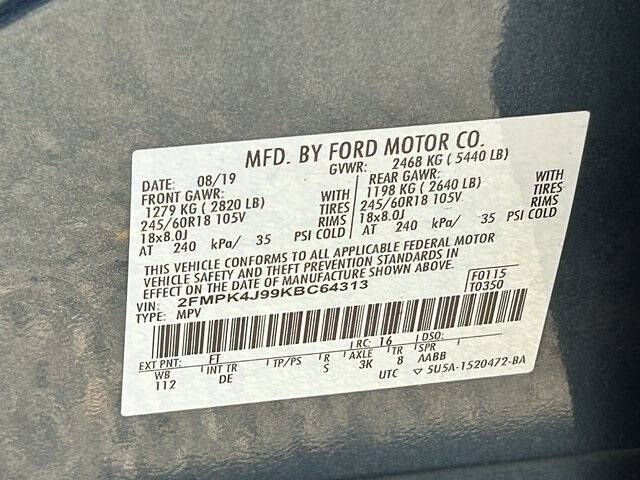 MFD. BY FORD MOTOR CO.
DATE: 08/19 GVWR: 2468 KG ( 5440 LB)
FRONT GAWR: REAR GAWR:
1279 KG ( 2820 LB) WITH 1198 KG ( 2640 LB) WITH
245/60R18 105V TIRES 245/60R18 105V TIRES
18x8.0J RIMS 18x8.0J RIMS
AT 240 kPa/ 35 PSI COLD AT 240 kPa/ 35 PSI COLD
THIS VEHICLE CONFORMS TO ALL APPLICABLE FEDERAL MOTOR
VEHICLE SAFETY AND THEFT PREVENTION STANDARDS IN
EFFECT ON THE DATE OF MANUFACTURE SHOWN ABOVE.
VIN: 2FMPK4J99KBC64313 F0115
TYPE: MPV T0350
EXT PNT: FT RC: 16 DSO:
WB INT TR TP/PS R AXLE TR SPR
112 DE S 3K 8 AABB
UTC ▽ 5U5A-1520472-BA